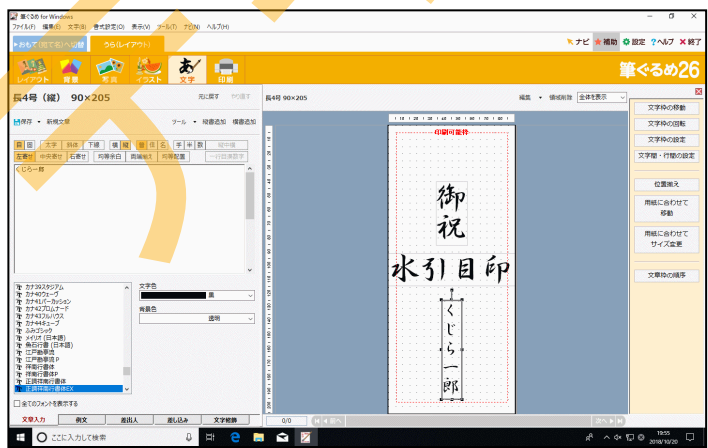 筆ぐるめ for Windows
ファイル(F) 編集(E) 文字(B) 書式設定(O) 表示(V) ツール(T) ナビ(N) ヘルプ(H)
▶おもて(宛て名)へ切替 うら(レイアウト)
ナビ 補助 設定 ?ヘルプ ×終了
レイアウト 背景 写真 イラスト 文字 印刷
筆ぐるめ26
長4号（縦） 90×205
元に戻す やり直す
保存 ▼ 新規文章
ツール ▼ 縦書追加 横書追加
太字 斜体 下線 横 縦 名 手 半 数 縦中横
左寄せ 中央寄せ 右寄せ 均等余白 両端揃え 均等配置 一行目漢数字
くじら一郎
カナ39スタジアム
カナ40ウェーブ
カナ41パーカッション
カナ42プロムナード
カナ43フルハウス
カナ44キューブ
ふみゴシック
メイリオ (日本語)
魚石行書 (日本語)
江戸勘亭流
江戸勘亭流 P
祥南行書体
祥南行書体P
正調祥南行書体
正調祥南行書体EX
文字色
黒
背景色
透明
全てのフォントを表示する
文章入力 例文 差出人 差し込み 文字修飾
長4号 90×205
編集 ▼ 領域削除 全体を表示
印刷可能枠
御祝
水引目印
くじら一郎
0/0 前へ
次へ
文字枠の移動
文字枠の回転
文字枠の設定
文字間・行間の設定
位置揃え
用紙に合わせて
移動
用紙に合わせて
サイズ変更
文章枠の順序
ここに入力して検索
19:55
2018/10/20